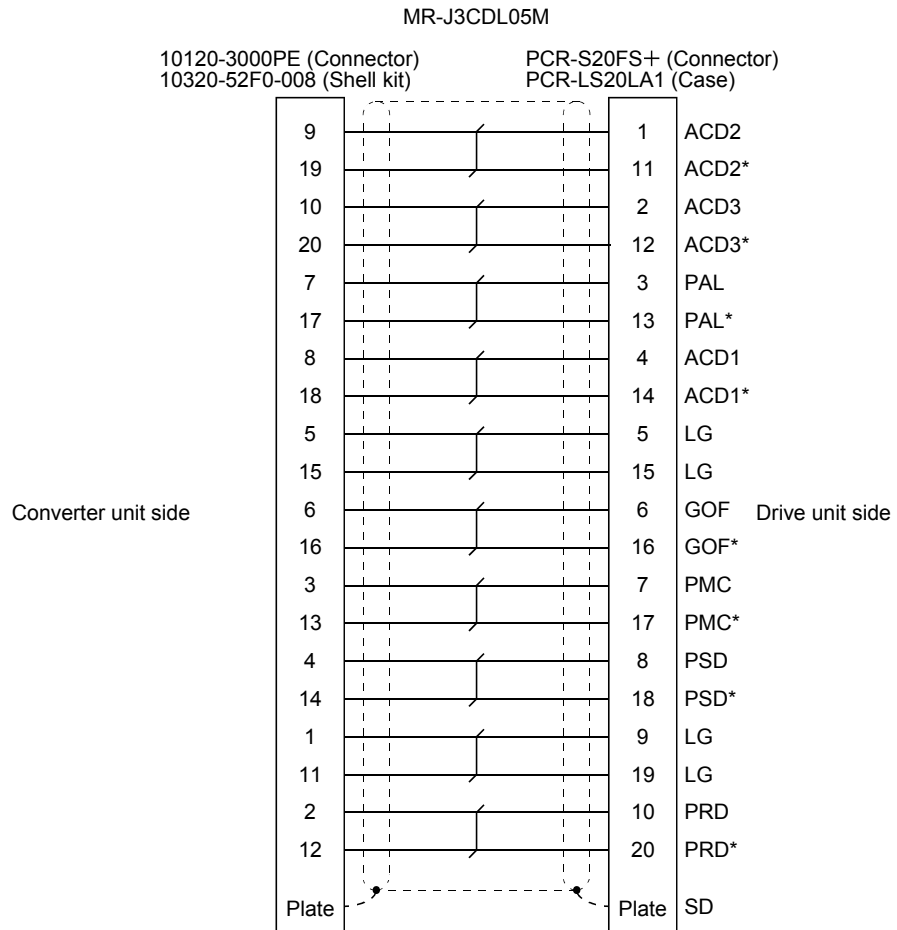 MR-J3CDL05M
10120-3000PE (Connector) PCR-S20FS+ (Connector)
10320-52F0-008 (Shell kit) PCR-LS20LA1 (Case)
9 1 ACD2
19 11 ACD2*
10 2 ACD3
20 12 ACD3*
7 3 PAL
17 13 PAL*
8 4 ACD1
18 14 ACD1*
5 5 LG
15 15 LG
Converter unit side 6 6 GOF Drive unit side
16 16 GOF*
3 7 PMC
13 17 PMC*
4 8 PSD
14 18 PSD*
1 9 LG
11 19 LG
2 10 PRD
12 20 PRD*
Plate Plate SD